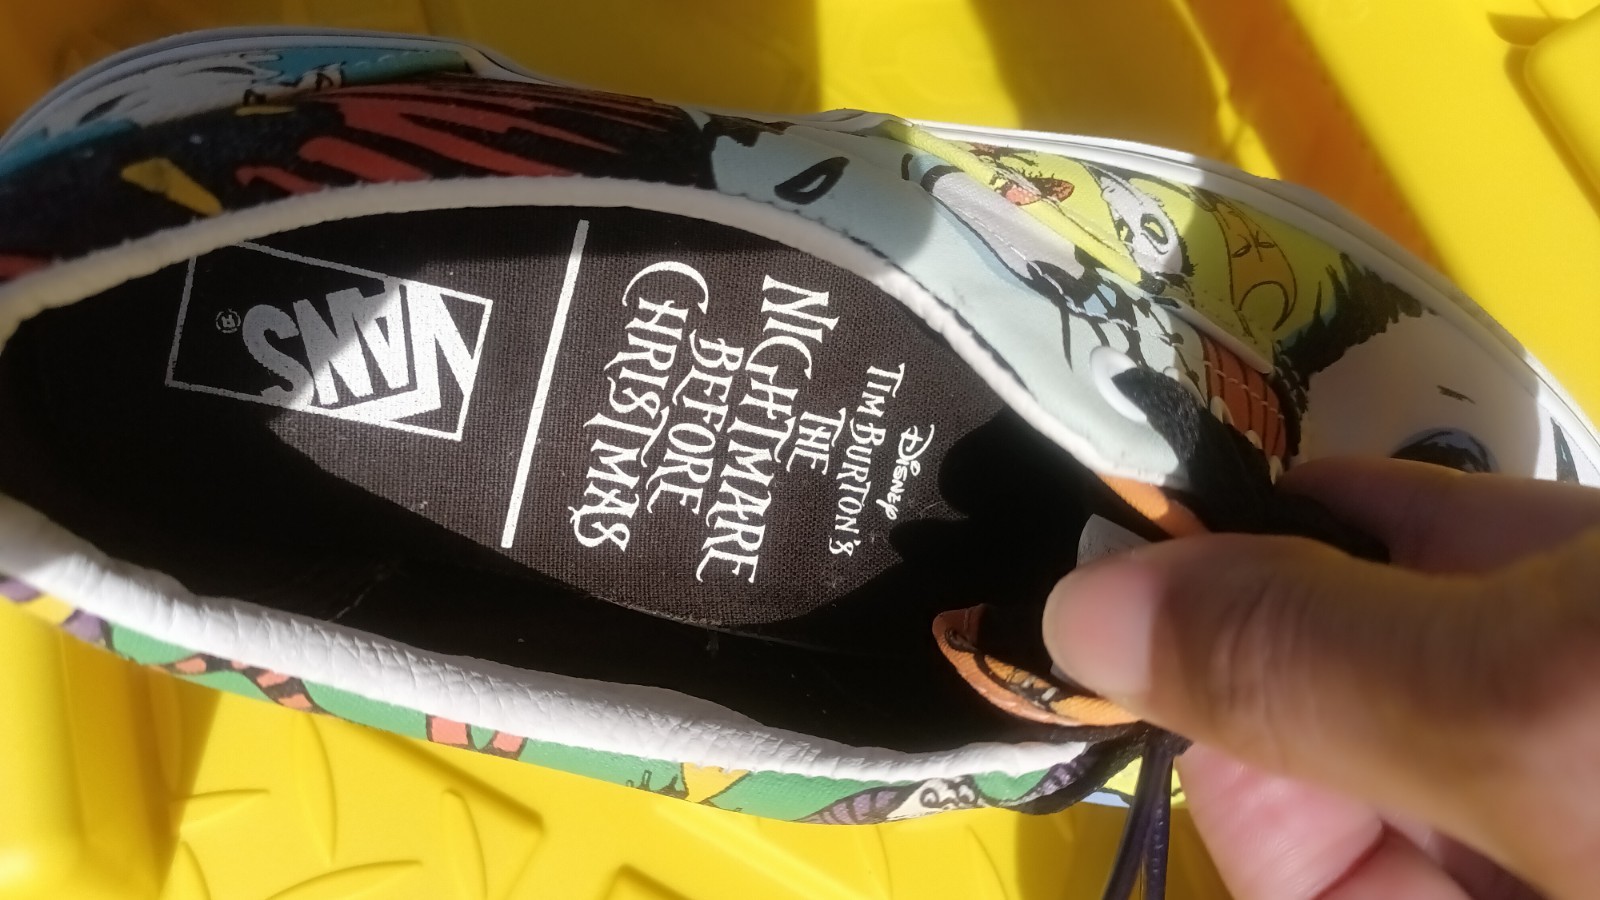 Disney
TIM BURTON'S
THE
NIGHTMARE
BEFORE
CHRISTMAS
VANS
®